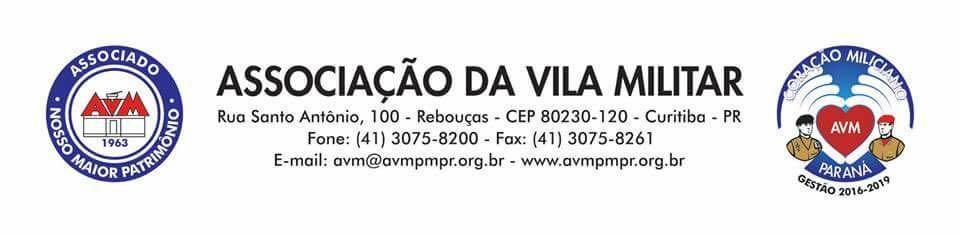 ASSOCIADO
AVM
1963
• NOSSO MAIOR PATRIMÔNIO •
ASSOCIAÇÃO DA VILA MILITAR
Rua Santo Antônio, 100 - Rebouças - CEP 80230-120 - Curitiba - PR
Fone: (41) 3075-8200 - Fax: (41) 3075-8261
E-mail: avm@avmpmpr.org.br - www.avmpmpr.org.br
CORAÇÃO MILICIANO
AVM
PARANÁ
GESTÃO 2016-2019